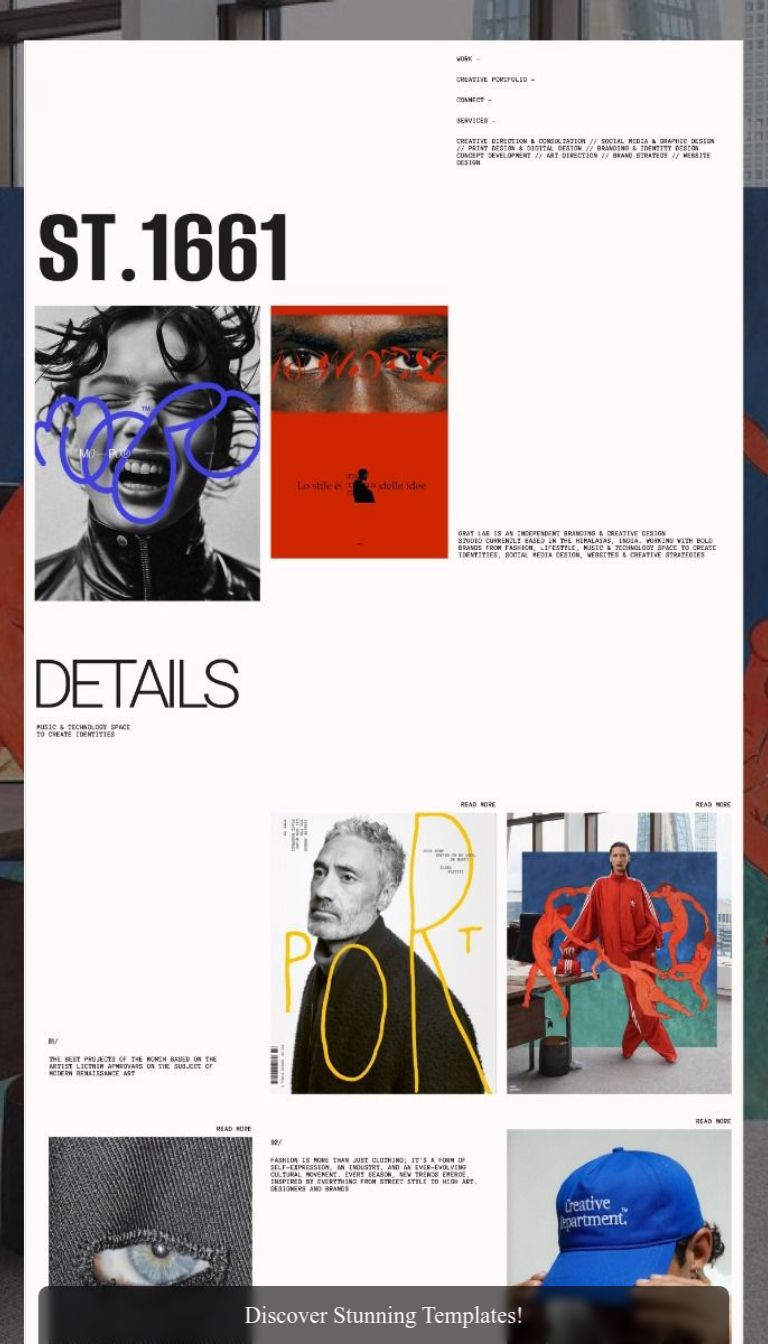 WORK -
CREATIVE PORTFOLIO -
CONNECT -
SERVICES -
CREATIVE DIRECTION & CONSULTATION // SOCIAL MEDIA & GRAPHIC DESIGN
// PRINT DESIGN & DIGITAL DESIGN // BRANDING & IDENTITY DESIGN
CONCEPT DEVELOPMENT // ART DIRECTION // BRAND STRATEGY // WEBSITE
DESIGN
ST.1661
TM
Lo stile è delle idee
GRAY LAB IS AN INDEPENDENT BRANDING & CREATIVE DESIGN
STUDIO CURRENTLY BASED IN THE HIMALAYAS, INDIA. WORKING WITH BOLD
BRANDS FROM FASHION, LIFESTYLE, MUSIC & TECHNOLOGY SPACE TO CREATE
IDENTITIES, SOCIAL MEDIA DESIGN, WEBSITES & CREATIVE STRATEGIES
DETAILS
MUSIC & TECHNOLOGY SPACE
TO CREATE IDENTITIES
READ MORE
READ MORE
PORT
01/
THE BEST PROJECTS OF THE MONTH BASED ON THE
ARTIST
ON THE SUBJECT OF
MODERN RENAISSANCE ART
READ MORE
02/
FASHION IS MORE THAN JUST CLOTHING; IT'S A FORM OF
SELF-EXPRESSION, AN INDUSTRY, AND AN EVER-EVOLVING
CULTURAL MOVEMENT. EVERY SEASON, NEW TRENDS EMERGE,
INSPIRED BY EVERYTHING FROM STREET STYLE TO HIGH ART.
DESIGNERS AND BRANDS
READ MORE
Creative
Department.™
Discover Stunning Templates!